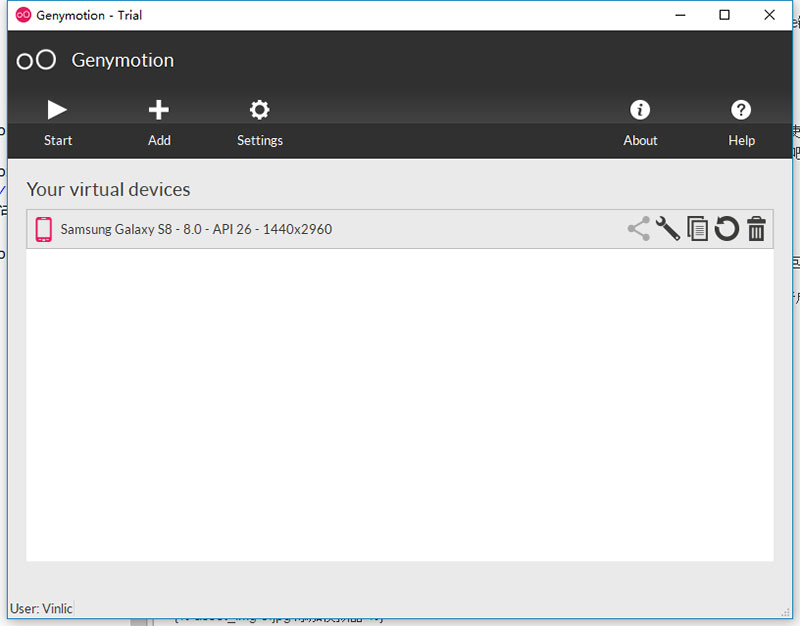 Genymotion - Trial
Genymotion
Start
Add
Settings
About
Help
Your virtual devices
Samsung Galaxy S8 - 8.0 - API 26 - 1440x2960
User: Vinlic